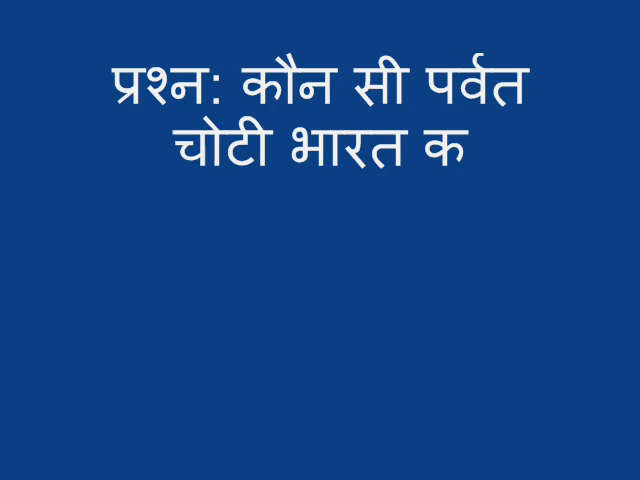 प्रश्न: कौन सी पर्वत
चोटी भारत क